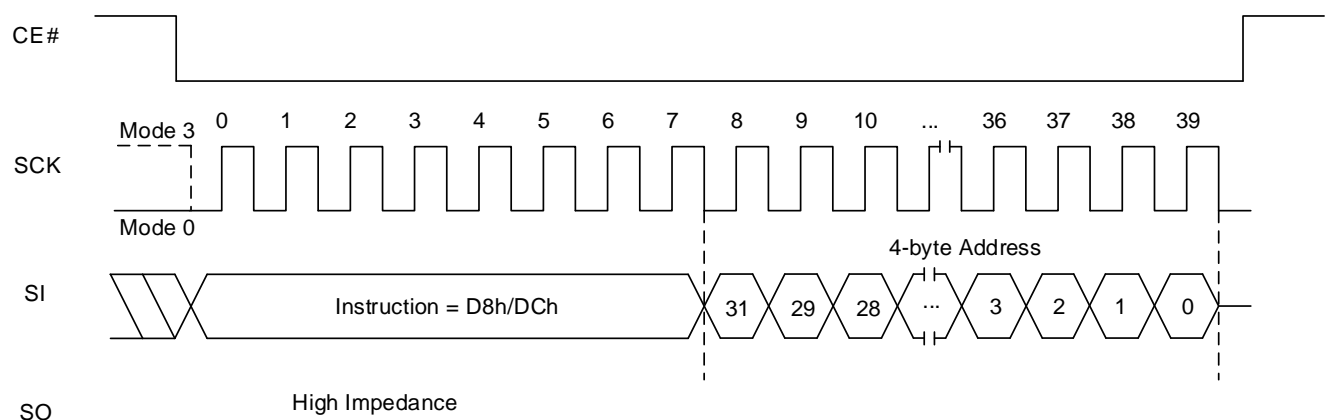 CE#
Mode 3
0 1 2 3 4 5 6 7 8 9 10 ... 36 37 38 39
SCK
Mode 0
4-byte Address
SI
Instruction = D8h/DCh
31 29 28 ... 3 2 1 0
High Impedance
SO